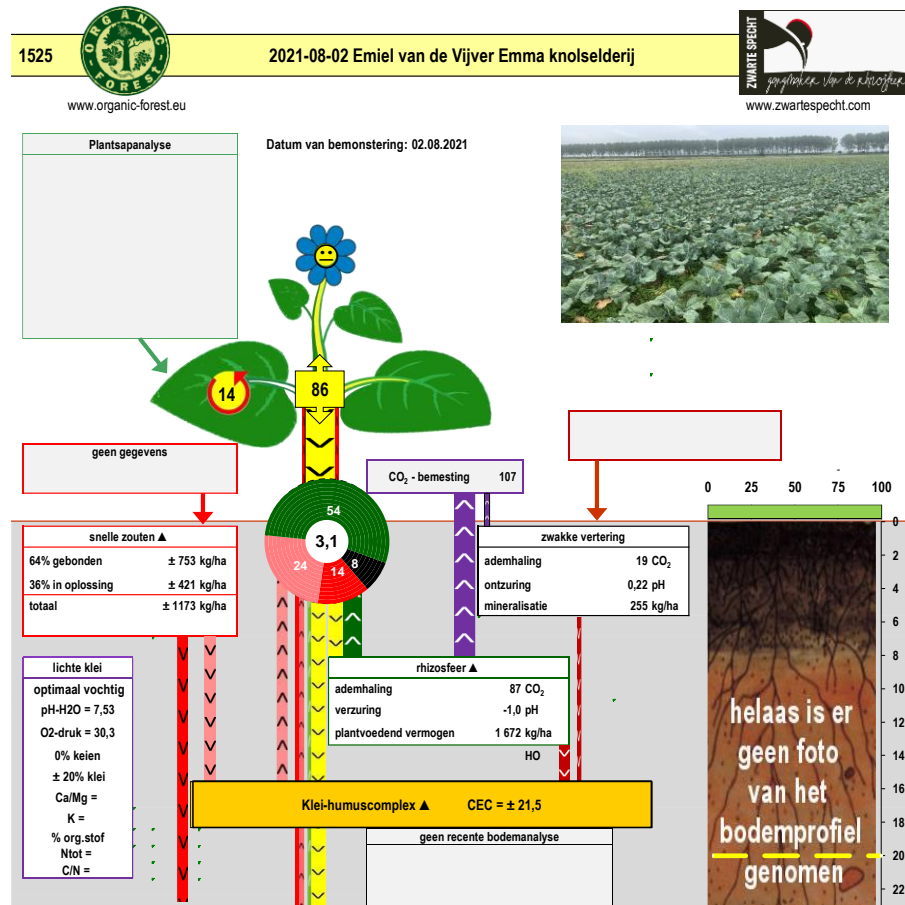 1525
ORGANIC FOREST
2021-08-02 Emiel van de Vijver Emma knolselderij
ZWARTE SPECHT
gangmaker van de rhizosfeer
www.organic-forest.eu
www.zwartespecht.com
Plantsapanalyse
Datum van bemonstering: 02.08.2021
14
86
geen gegevens
CO₂ - bemesting 107
0 25 50 75 100
54
3,1
24
8
14
snelle zouten ▲
64% gebonden ± 753 kg/ha
36% in oplossing ± 421 kg/ha
totaal ± 1173 kg/ha
zwakke vertering
ademhaling 19 CO₂
ontzuring 0,22 pH
mineralisatie 255 kg/ha
lichte klei
optimaal vochtig
pH-H2O = 7,53
O2-druk = 30,3
0% keien
± 20% klei
Ca/Mg =
K =
% org.stof
Ntot =
C/N =
rhizosfeer ▲
ademhaling 87 CO₂
verzuring -1,0 pH
plantvoedend vermogen 1 672 kg/ha
HO
Klei-humuscomplex ▲ CEC = ± 21,5
geen recente bodemanalyse
helaas is er
geen foto
van het
bodemprofiel
genomen
0
2
4
6
8
10
12
14
16
18
20
22